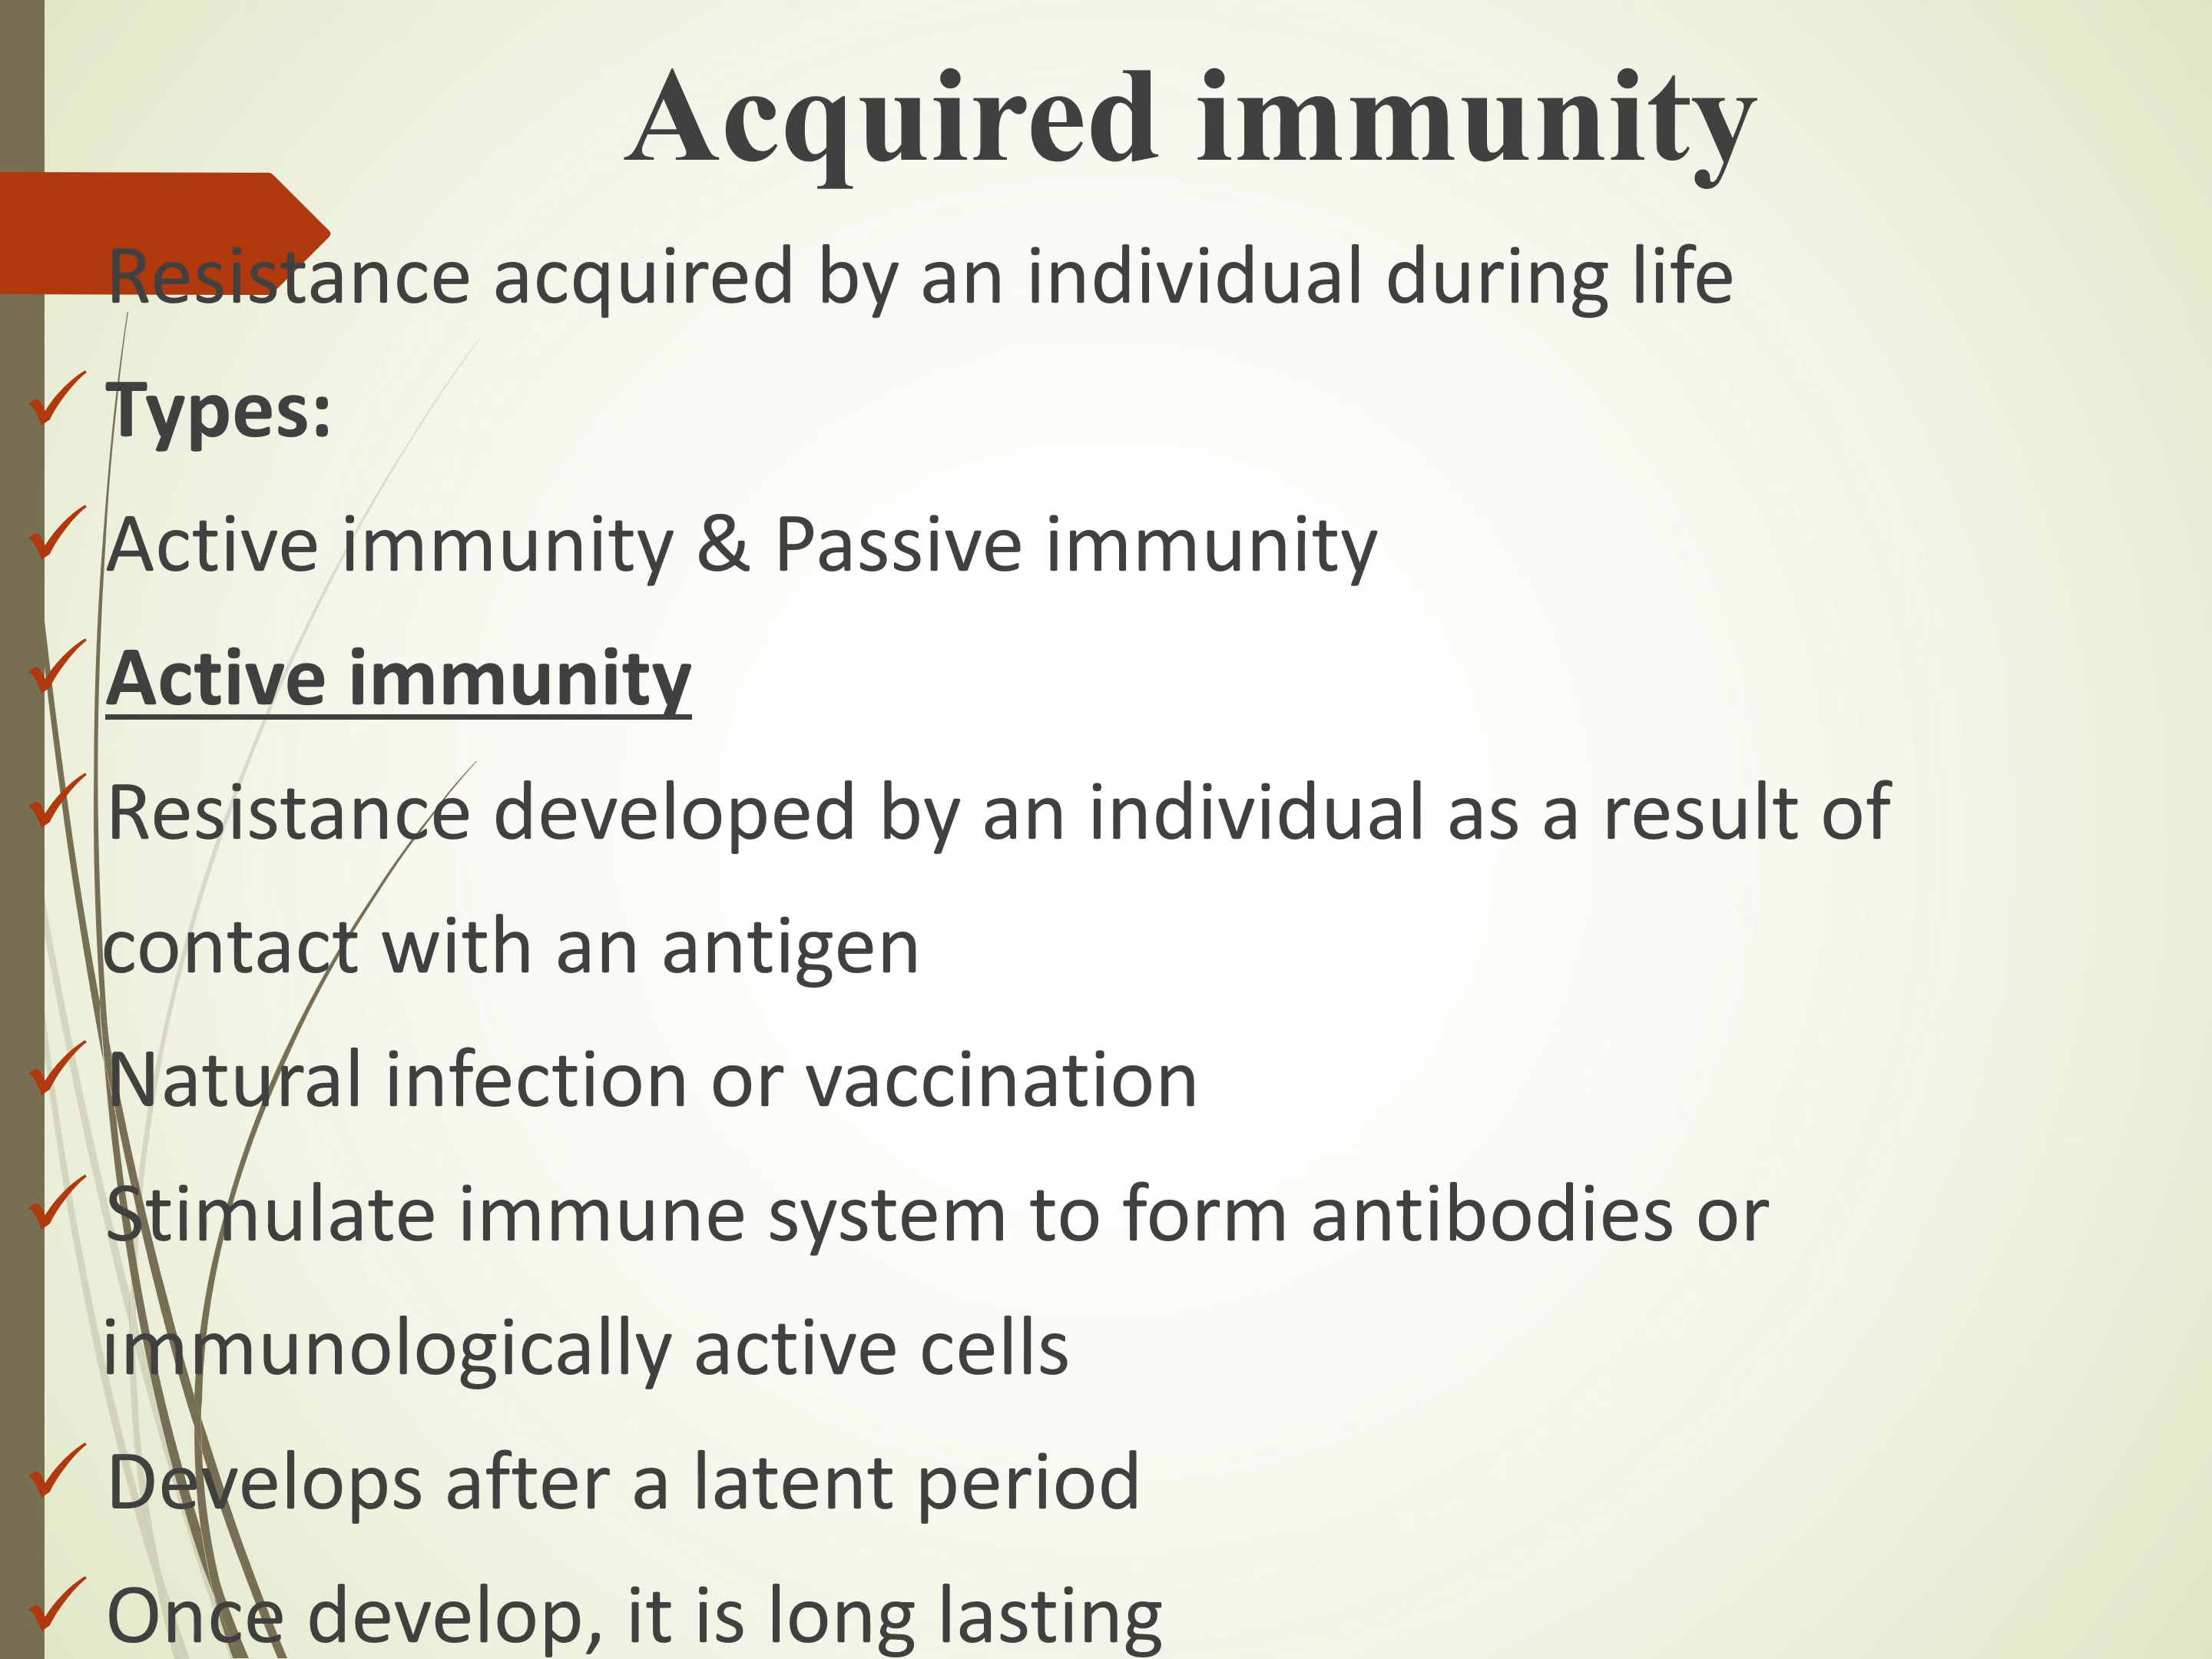 Acquired immunity
Resistance acquired by an individual during life
✓ Types:
✓ Active immunity & Passive immunity
✓ Active immunity
✓ Resistance developed by an individual as a result of
contact with an antigen
✓ Natural infection or vaccination
✓ Stimulate immune system to form antibodies or
immunologically active cells
✓ Develops after a latent period
✓ Once develop, it is long lasting